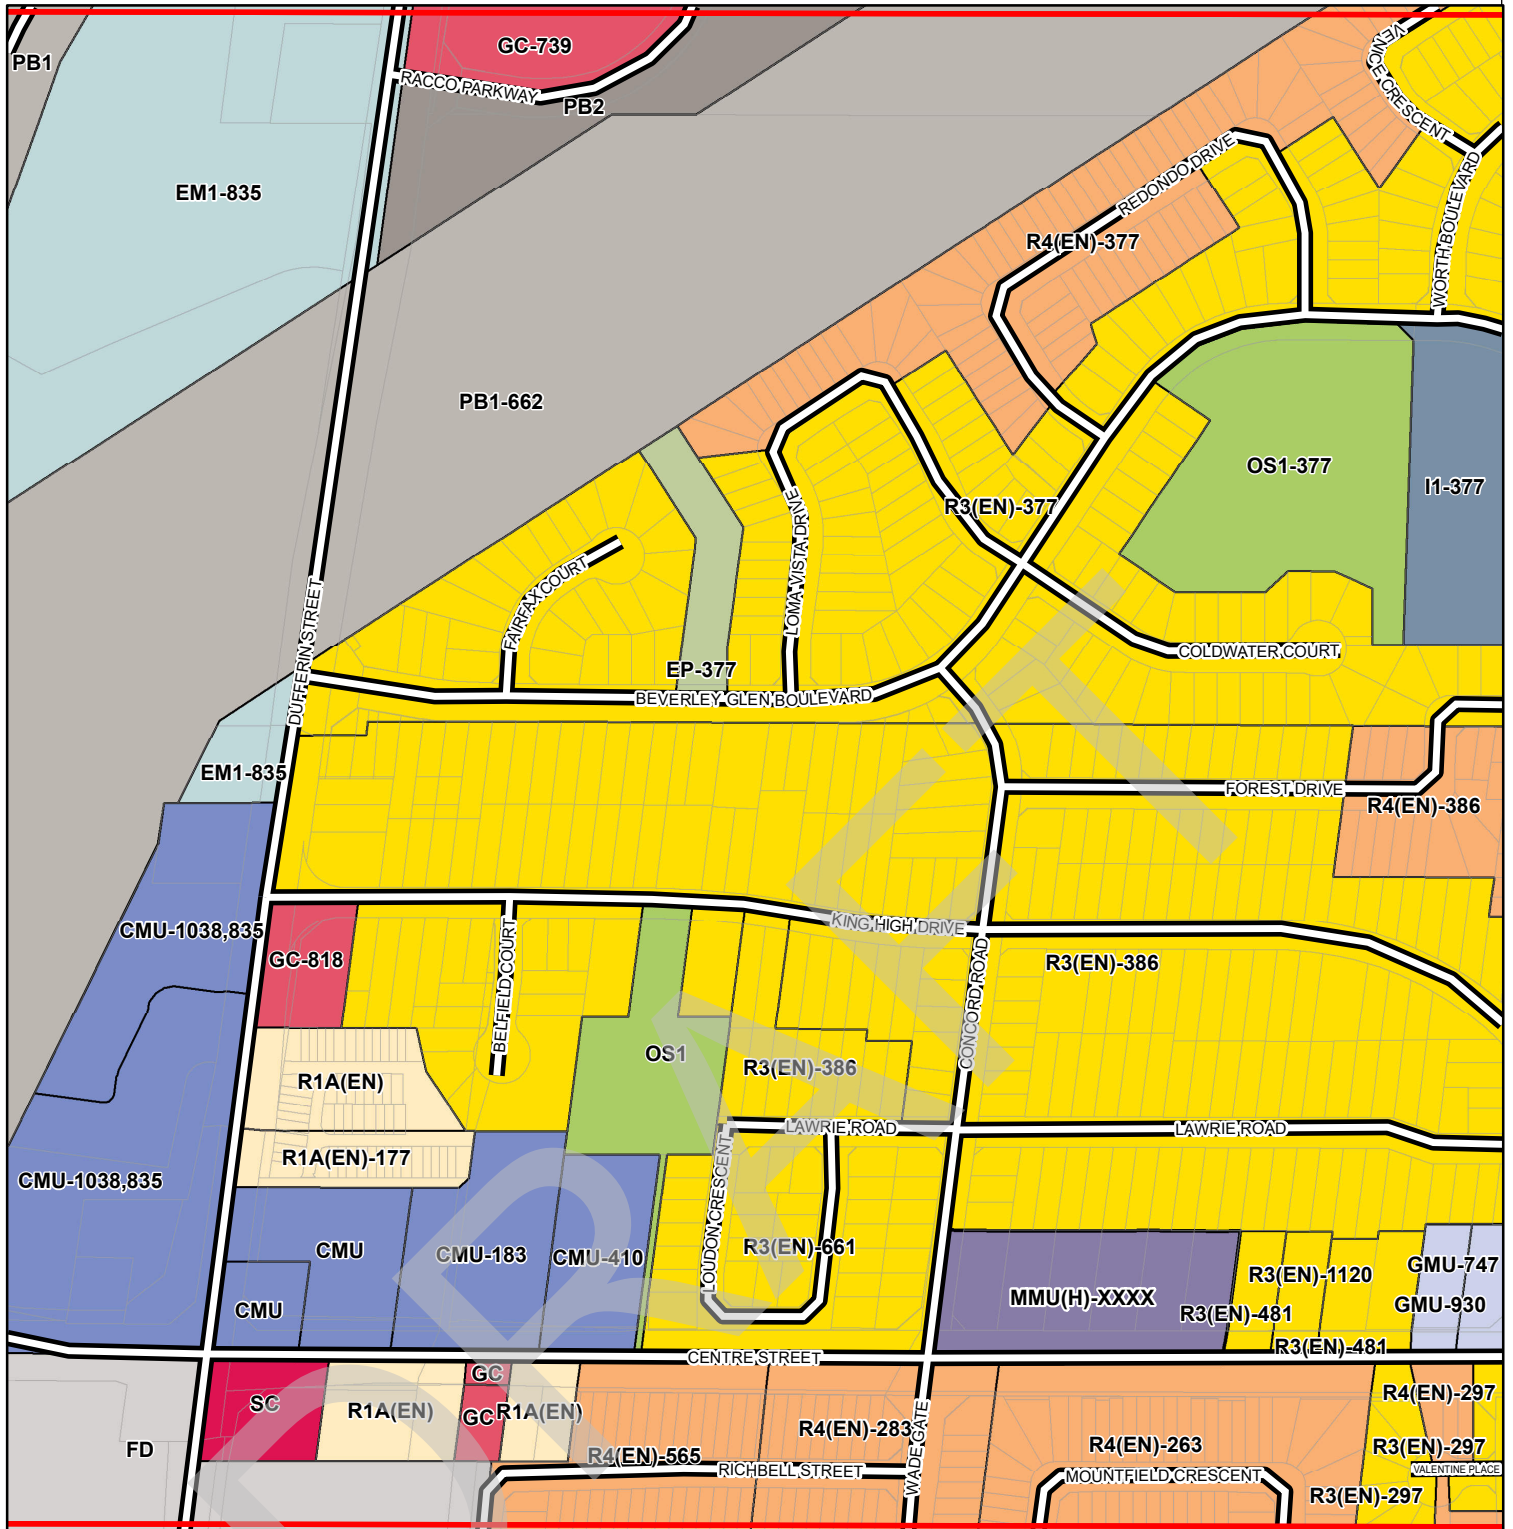 GC-739
PB1
RACCO PARKWAY
PB2
VENICE CRESCENT
EM1-835
REDONDO DRIVE
WORTH BOULEVARD
R4(EN)-377
PB1-662
OS1-377
I1-377
R3(EN)-377
LOMA VISTA DRIVE
FAIRFAX COURT
DUFFERIN STREET
COLDWATER COURT
EP-377
BEVERLEY GLEN BOULEVARD
EM1-835
FOREST DRIVE
R4(EN)-386
KING HIGH DRIVE
CMU-1038,835
GC-818
BELFIELD COURT
CONCORD ROAD
R3(EN)-386
OS1
R3(EN)-386
R1A(EN)
LAWRIE ROAD
LAWRIE ROAD
R1A(EN)-177
CMU-1038,835
LOUDON CRESCENT
CMU
CMU-183
CMU-410
R3(EN)-661
GMU-747
R3(EN)-1120
MMU(H)-XXXX
GMU-930
CMU
R3(EN)-481
R3(EN)-481
CENTRE STREET
GC
R4(EN)-297
SC
R1A(EN)
GC
R1A(EN)
R4(EN)-283
WADE GATE
FD
R4(EN)-565
R4(EN)-263
R3(EN)-297
RICHBELL STREET
MOUNTFIELD CRESCENT
VALENTINE PLACE
R3(EN)-297
DRAFT